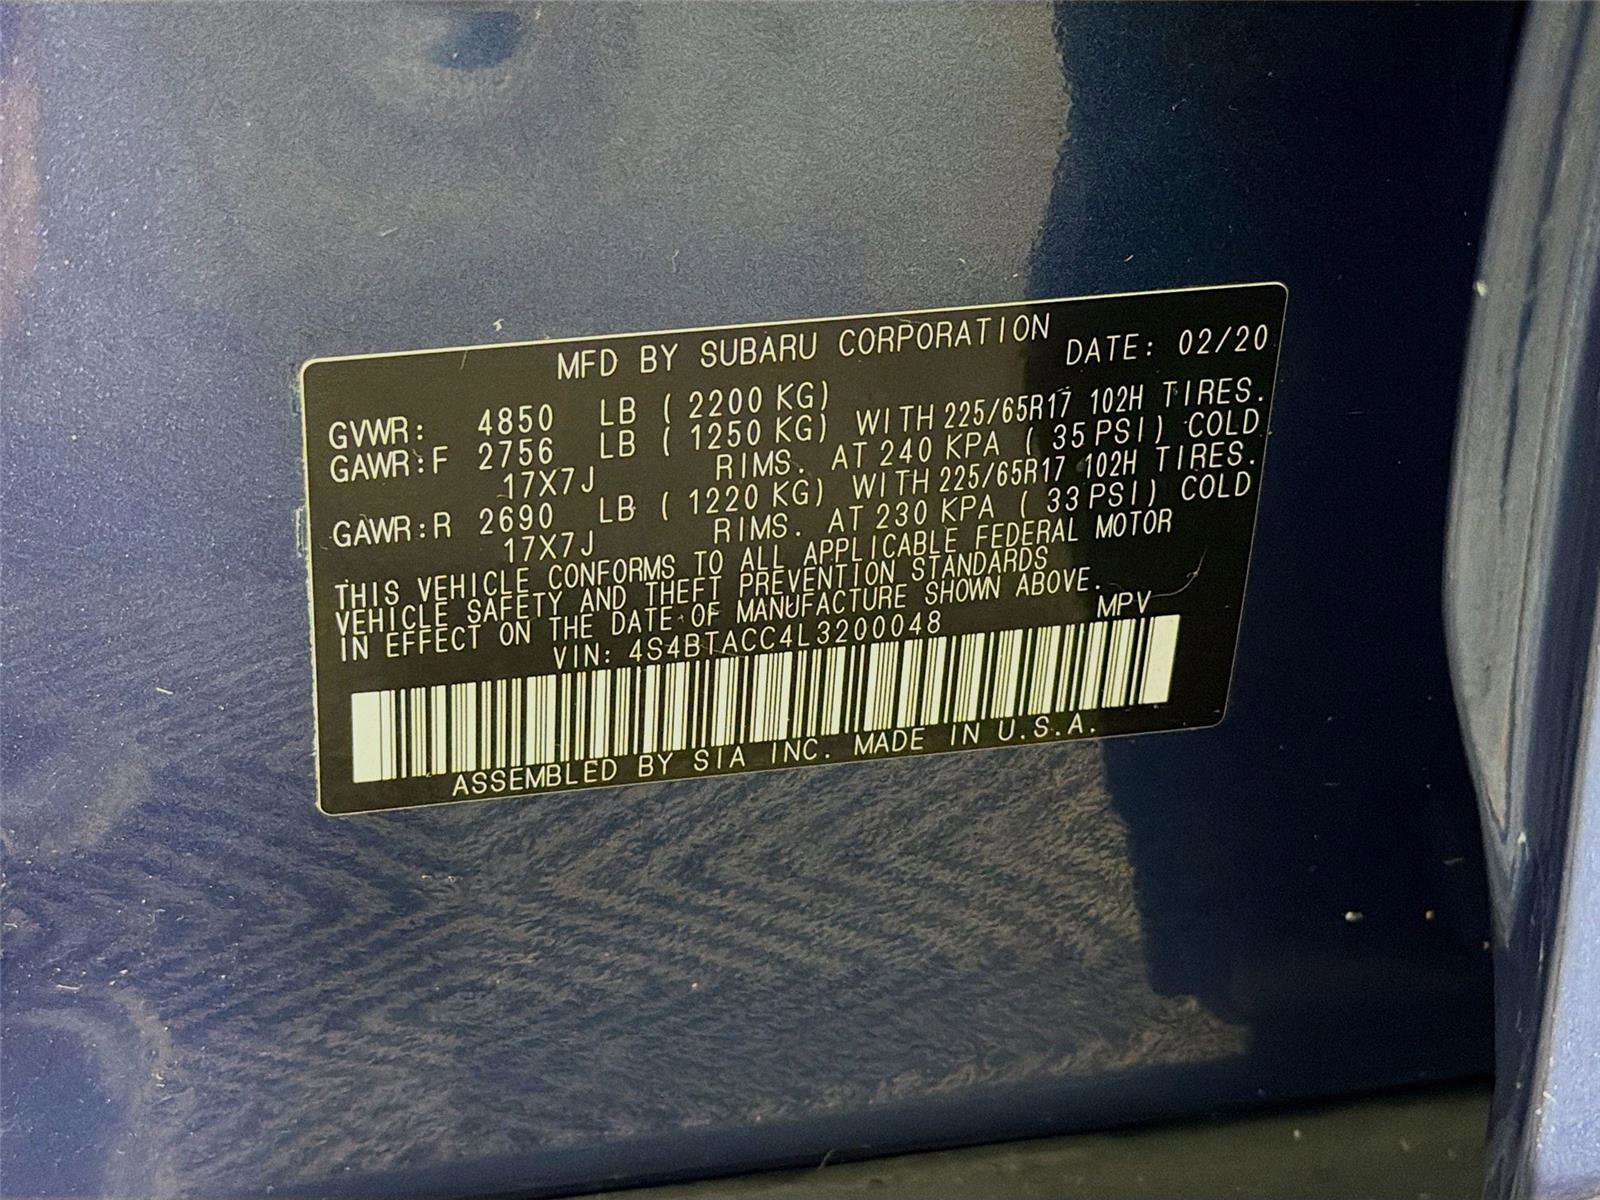 MFD BY SUBARU CORPORATION DATE: 02/20
GVWR: 4850 LB ( 2200 KG)
GAWR:F 2756 LB ( 1250 KG) WITH 225/65R17 102H TIRES.
17X7J RIMS. AT 240 KPA ( 35 PSI) COLD
GAWR:R 2690 LB ( 1220 KG) WITH 225/65R17 102H TIRES.
17X7J RIMS. AT 230 KPA ( 33 PSI) COLD
THIS VEHICLE CONFORMS TO ALL APPLICABLE FEDERAL MOTOR
VEHICLE SAFETY AND THEFT PREVENTION STANDARDS
IN EFFECT ON THE DATE OF MANUFACTURE SHOWN ABOVE.
VIN: 4S4BTACC4L3200048 MPV
ASSEMBLED BY SIA INC. MADE IN U.S.A.